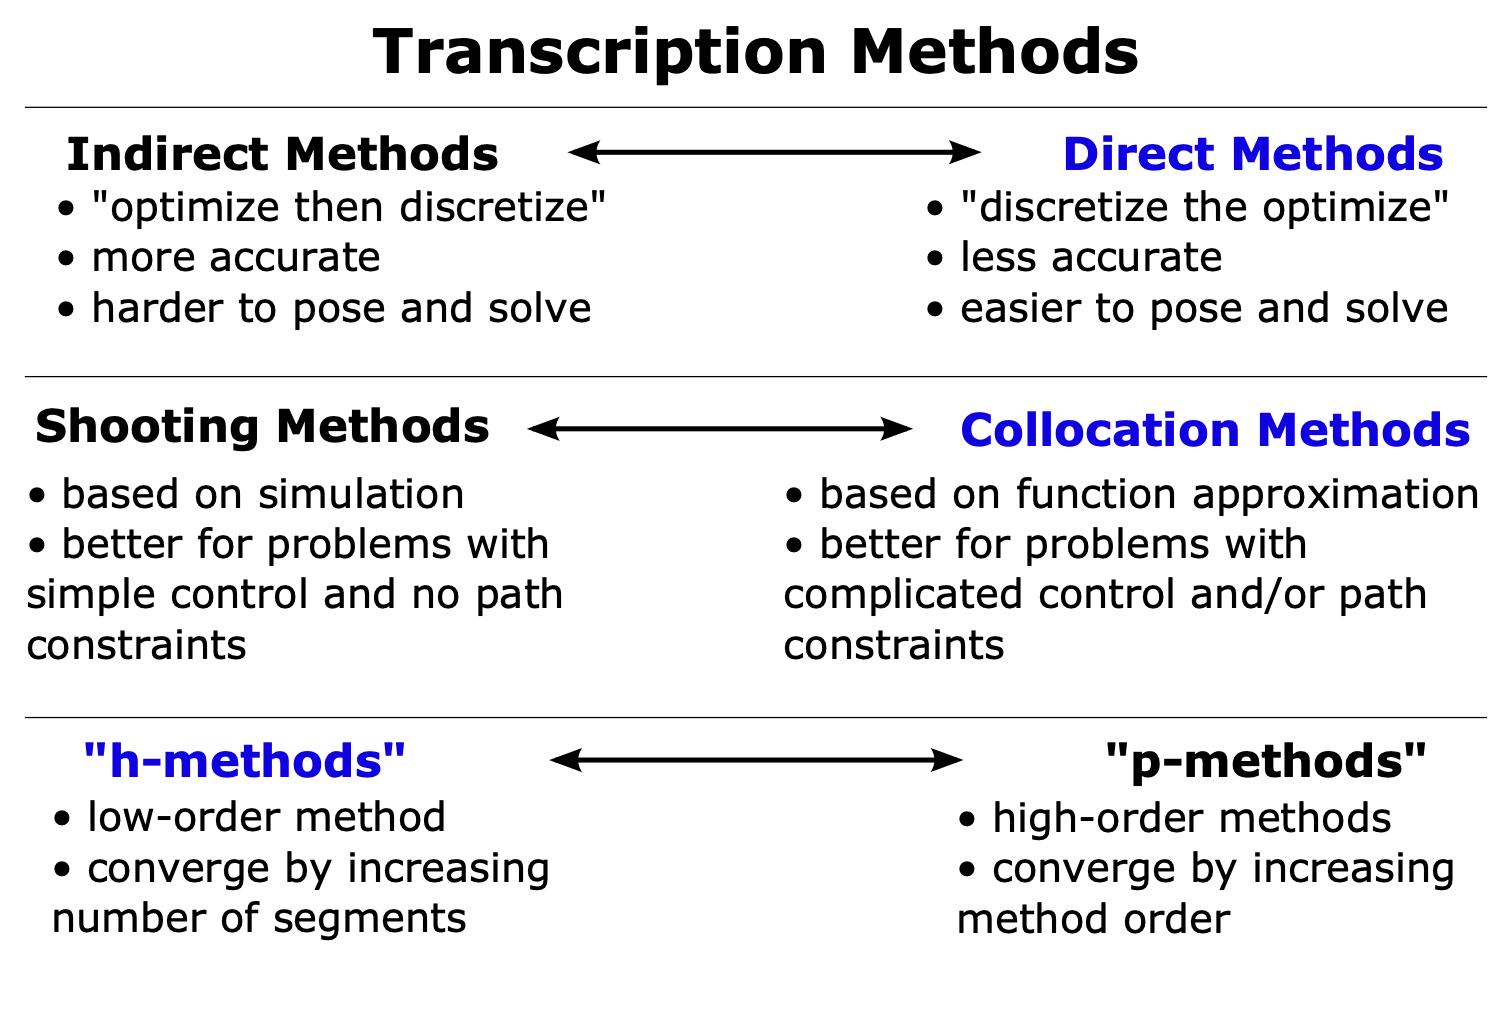 Transcription Methods
Indirect Methods
• "optimize then discretize"
• more accurate
• harder to pose and solve
Direct Methods
• "discretize the optimize"
• less accurate
• easier to pose and solve
Shooting Methods
• based on simulation
• better for problems with
simple control and no path
constraints
Collocation Methods
• based on function approximation
• better for problems with
complicated control and/or path
constraints
"h-methods"
• low-order method
• converge by increasing
number of segments
"p-methods"
• high-order methods
• converge by increasing
method order